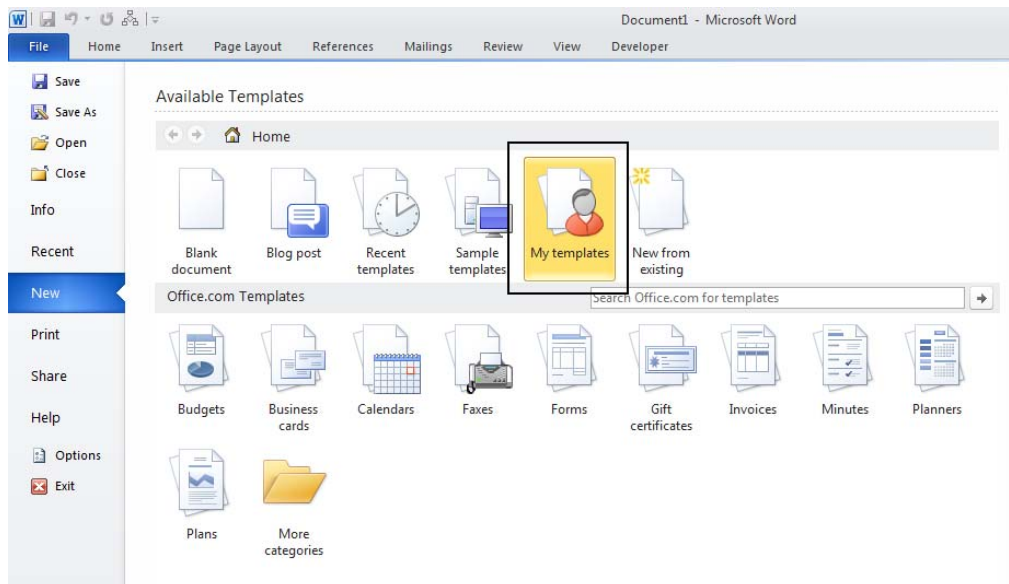 W
Document1 - Microsoft Word
File Home Insert Page Layout References Mailings Review View Developer
Save
Save As
Open
Close
Info
Recent
New
Print
Share
Help
Options
Exit
Available Templates
Home
Blank document
Blog post
Recent templates
Sample templates
My templates
New from existing
Office.com Templates
Search Office.com for templates
Budgets
Business cards
Calendars
Faxes
Forms
Gift certificates
Invoices
Minutes
Planners
Plans
More categories